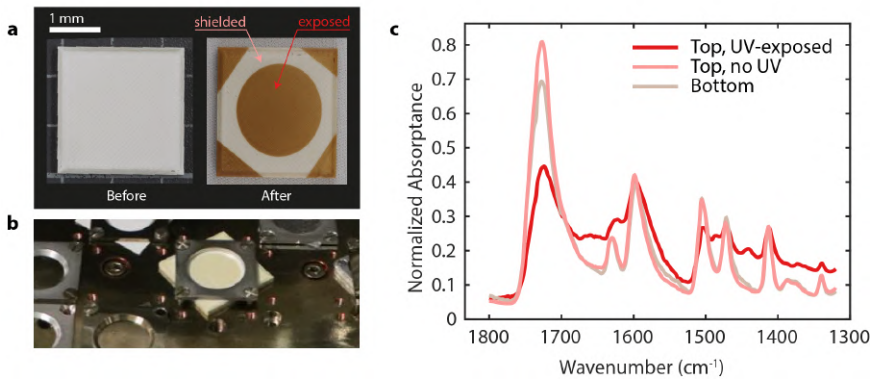 a
1 mm
shielded
exposed
Before
After
b
c
Normalized Absorptance
0.8
0.7
0.6
0.5
0.4
0.3
0.2
0.1
0
Top, UV-exposed
Top, no UV
Bottom
1800
1700
1600
1500
1400
1300
Wavenumber (cm⁻¹)